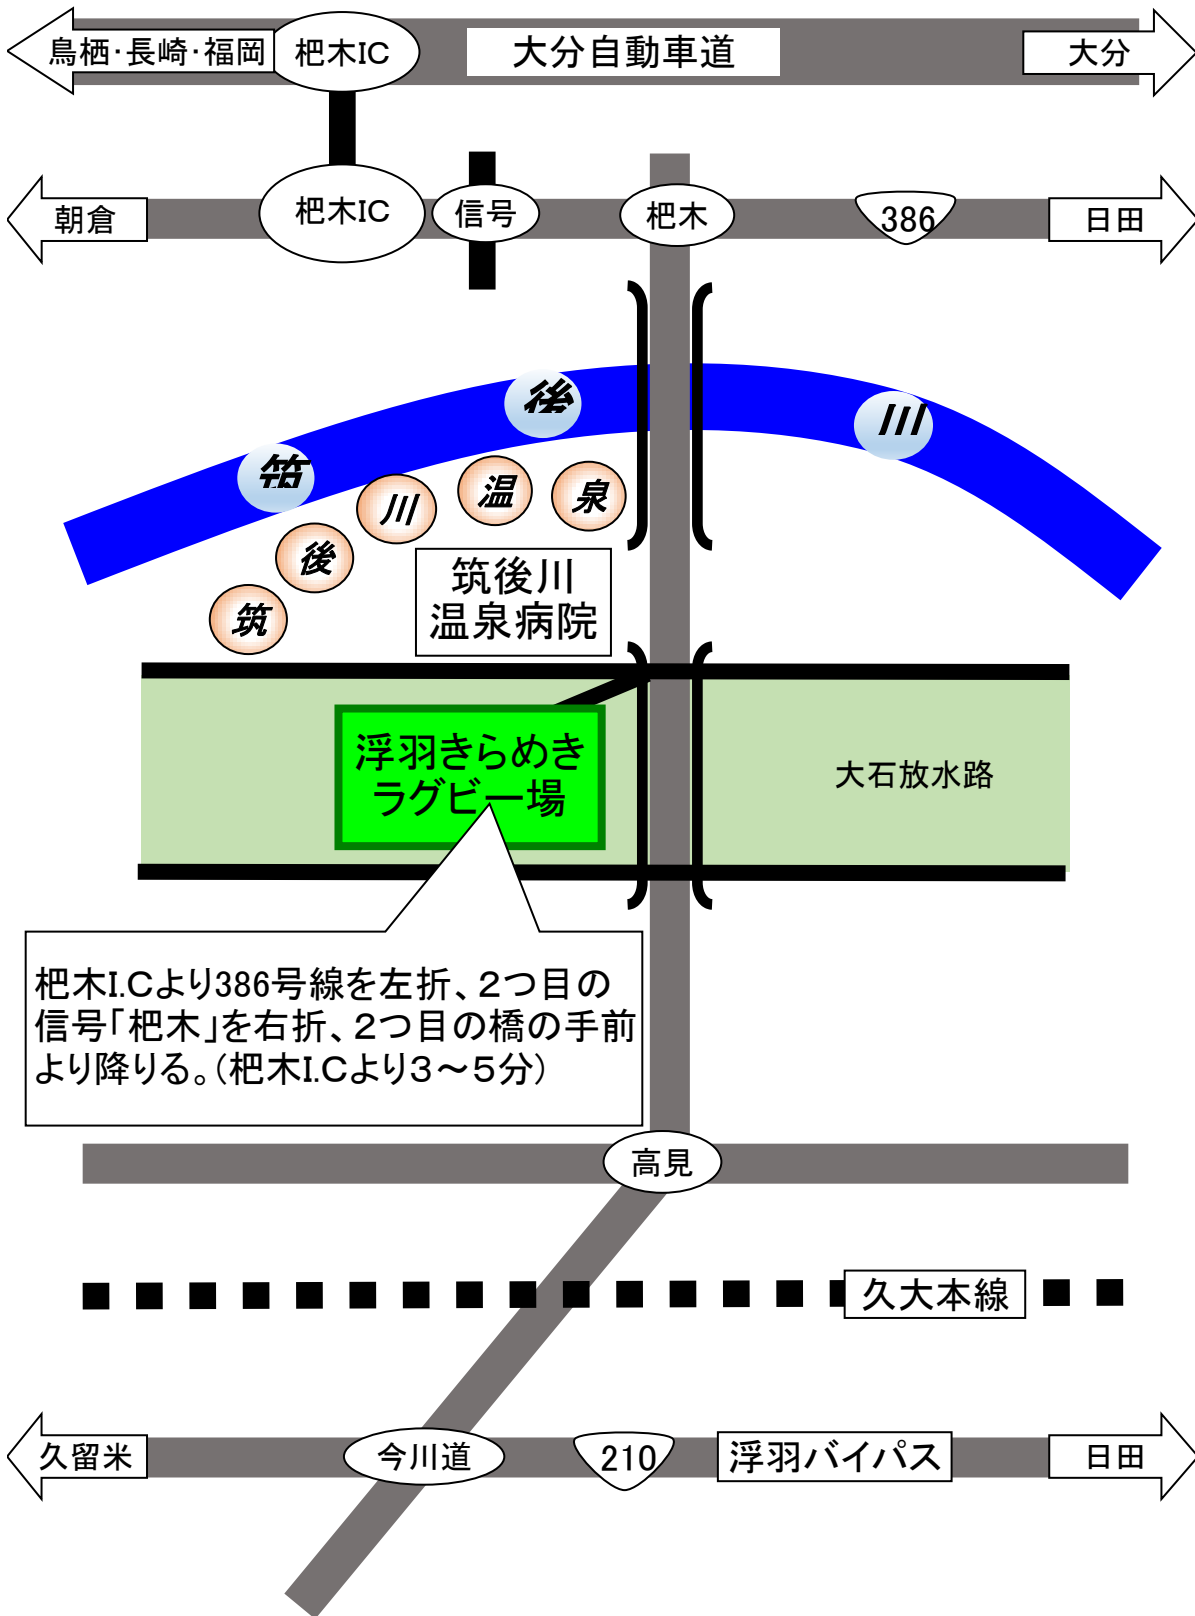 鳥栖・長崎・福岡
杷木IC
大分自動車道
大分
朝倉
杷木IC
信号
杷木
386
日田
筑
後
川
筑
後
川
温
泉
筑後川
温泉病院
浮羽きらめき
ラグビー場
大石放水路
杷木I.Cより386号線を左折、２つ目の
信号「杷木」を右折、２つ目の橋の手前
より降りる。（杷木I.Cより３～５分）
高見
久大本線
久留米
今川道
210
浮羽バイパス
日田